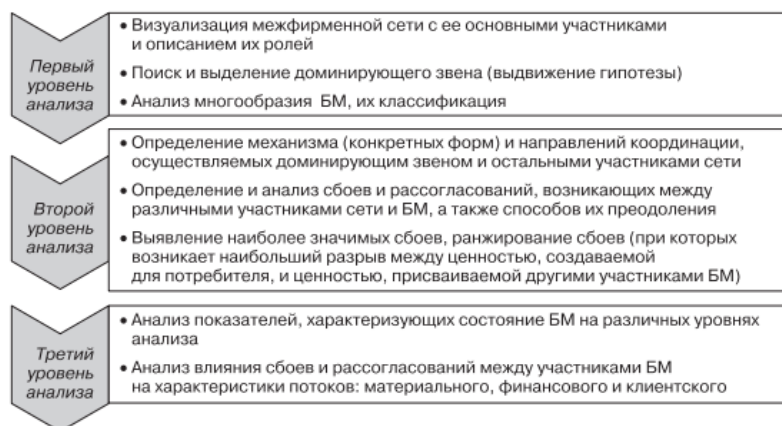 Первый
уровень
анализа
• Визуализация межфирменной сети с ее основными участниками
и описанием их ролей
• Поиск и выделение доминирующего звена (выдвижение гипотезы)
• Анализ многообразия БМ, их классификация
Второй
уровень
анализа
• Определение механизма (конкретных форм) и направлений координации,
осуществляемых доминирующим звеном и остальными участниками сети
• Определение и анализ сбоев и рассогласований, возникающих между
различными участниками сети и БМ, а также способов их преодоления
• Выявление наиболее значимых сбоев, ранжирование сбоев (при которых
возникает наибольший разрыв между ценностью, создаваемой
для потребителя, и ценностью, присваиваемой другими участниками БМ)
Третий
уровень
анализа
• Анализ показателей, характеризующих состояние БМ на различных уровнях
анализа
• Анализ влияния сбоев и рассогласований между участниками БМ
на характеристики потоков: материального, финансового и клиентского